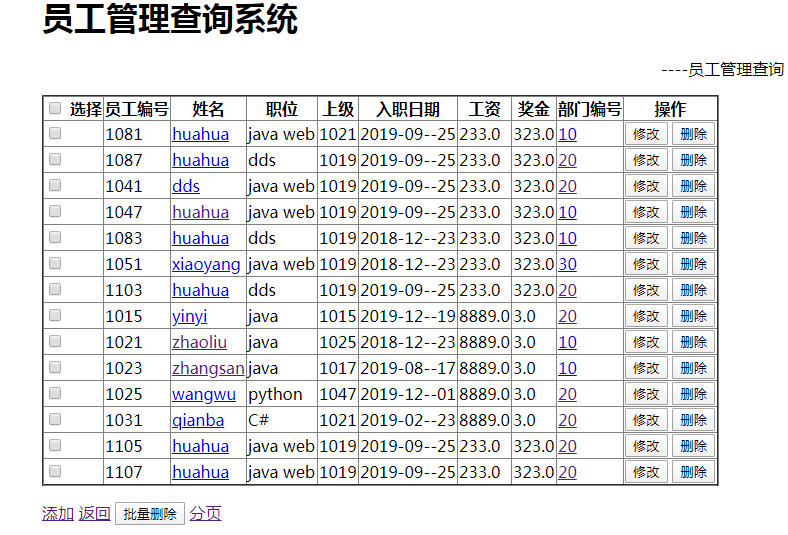 员工管理查询系统
----员工管理查询
选择 员工编号 姓名 职位 上级 入职日期 工资 奖金 部门编号 操作
1081 huahua java web 1021 2019-09--25 233.0 323.0 10 修改 删除
1087 huahua dds 1019 2019-09--25 233.0 323.0 20 修改 删除
1041 dds java web 1019 2019-09--25 233.0 323.0 20 修改 删除
1047 huahua java web 1019 2019-09--25 233.0 323.0 10 修改 删除
1083 huahua dds 1019 2018-12--23 233.0 323.0 10 修改 删除
1051 xiaoyang java web 1019 2018-12--23 233.0 323.0 30 修改 删除
1103 huahua dds 1019 2019-09--25 233.0 323.0 20 修改 删除
1015 yinyi java 1015 2019-12--19 8889.0 3.0 20 修改 删除
1021 zhaoliu java 1025 2018-12--23 8889.0 3.0 10 修改 删除
1023 zhangsan java 1017 2019-08--17 8889.0 3.0 10 修改 删除
1025 wangwu python 1047 2019-12--01 8889.0 3.0 20 修改 删除
1031 qianba C# 1021 2019-02--23 8889.0 3.0 20 修改 删除
1105 huahua java web 1019 2019-09--25 233.0 323.0 20 修改 删除
1107 huahua java web 1019 2019-09--25 233.0 323.0 20 修改 删除
添加 返回 批量删除 分页